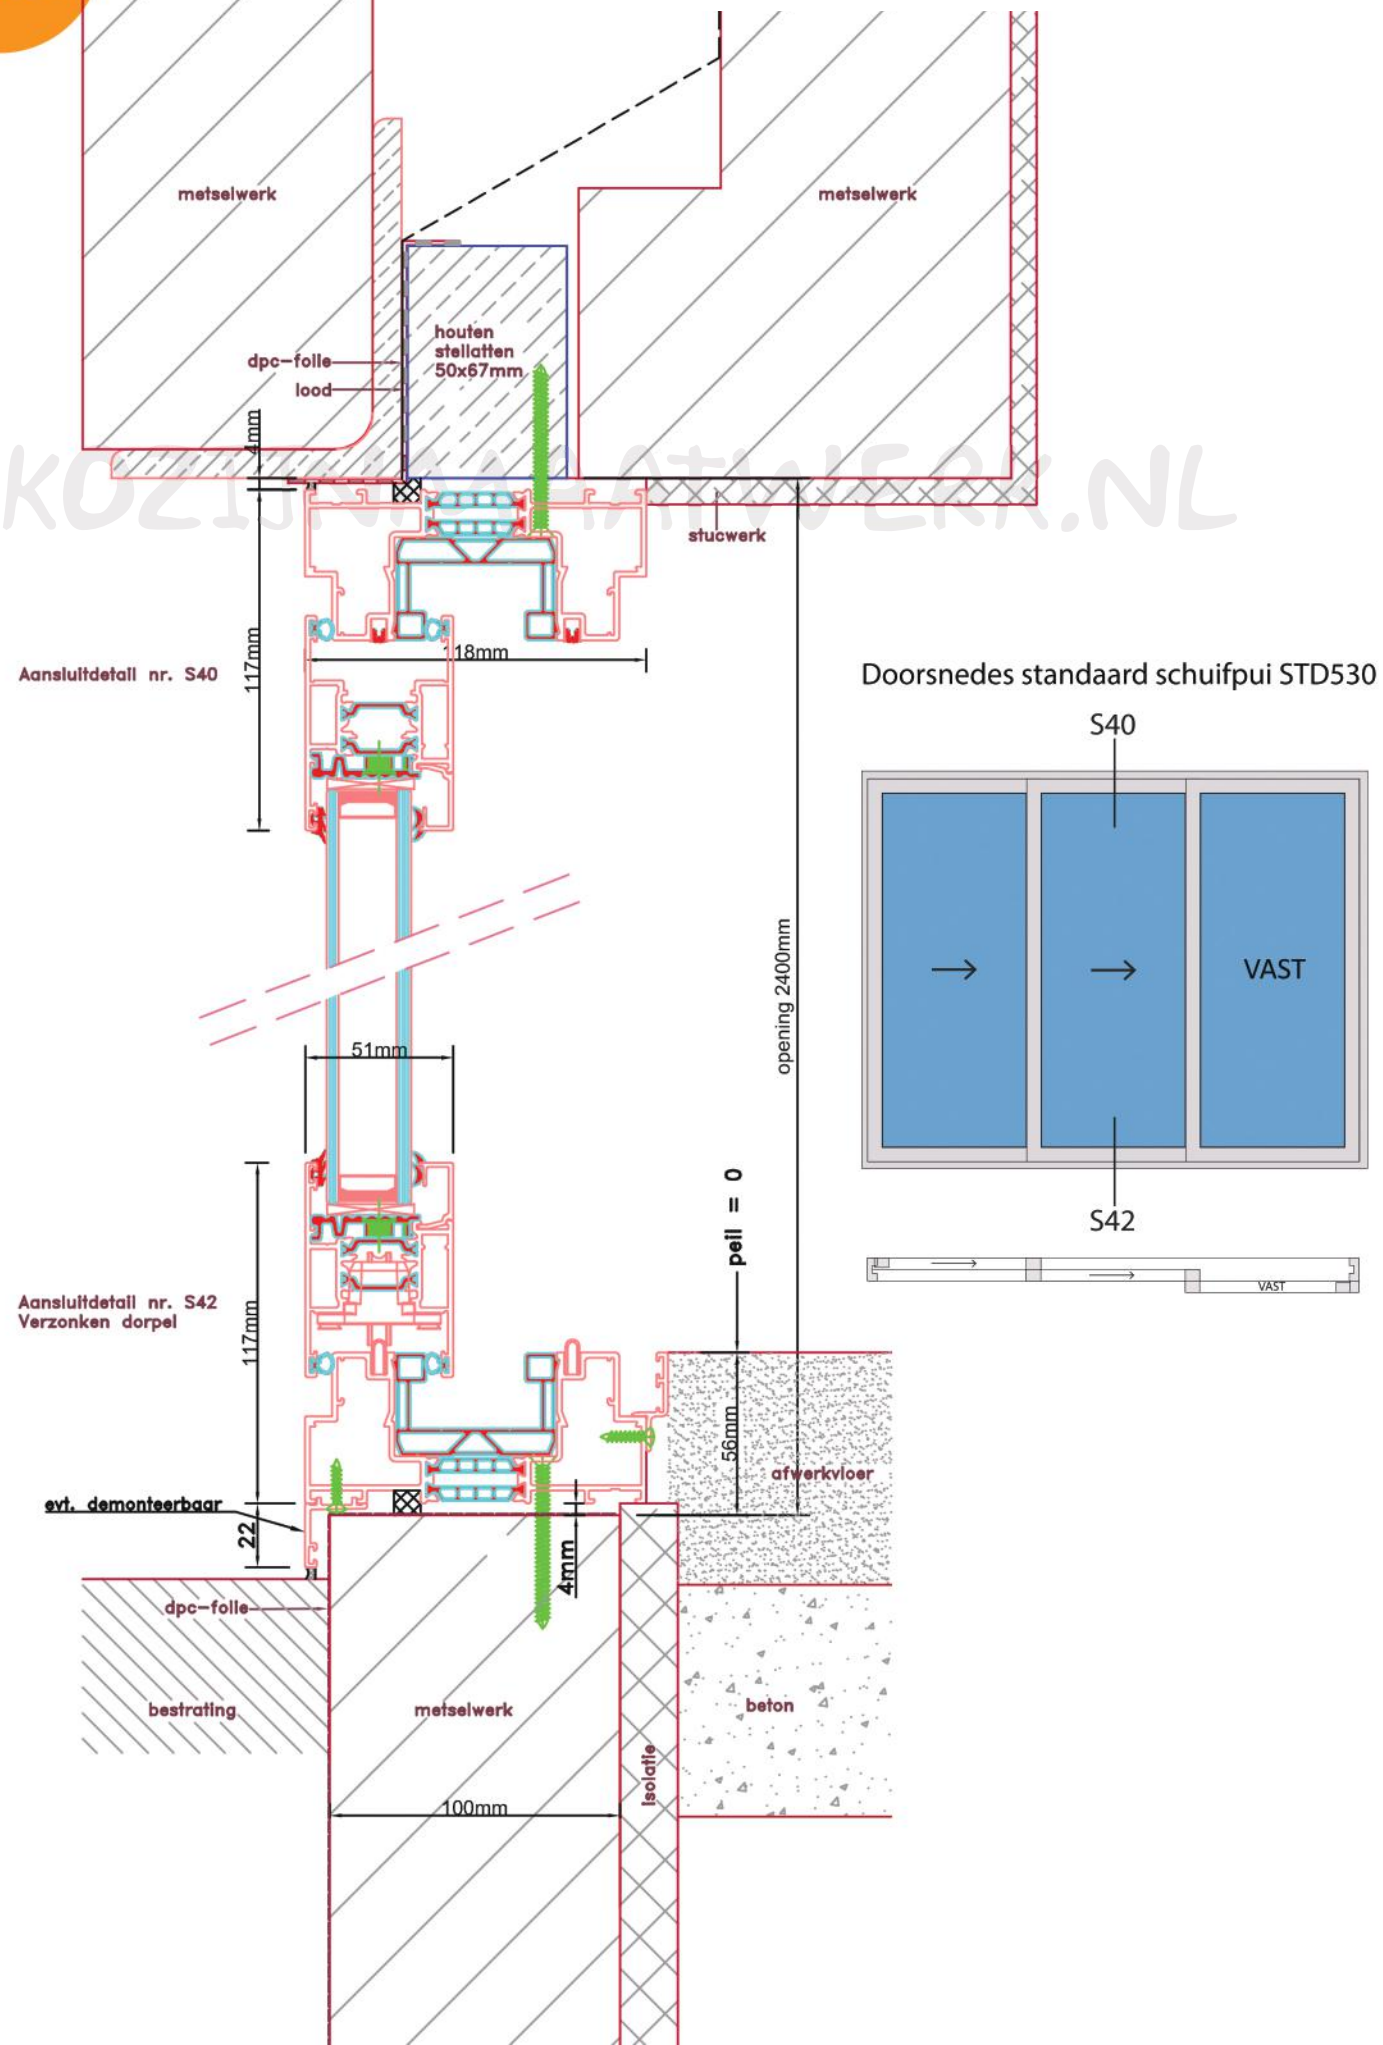 metselwerk
metselwerk
houten
stellatten
50x67mm
dpc-folie
lood
4mm
KOZIJNMAATWERK.NL
stucwerk
118mm
117mm
Aansluitdetail nr. S40
Doorsnedes standaard schuifpui STD530
S40
VAST
opening 2400mm
51mm
peil = 0
S42
VAST
Aansluitdetail nr. S42
Verzonken dorpel
117mm
56mm
afwerkvloer
evt. demonteerbaar
22
4mm
dpc-folie
bestrating
metselwerk
beton
isolatie
100mm